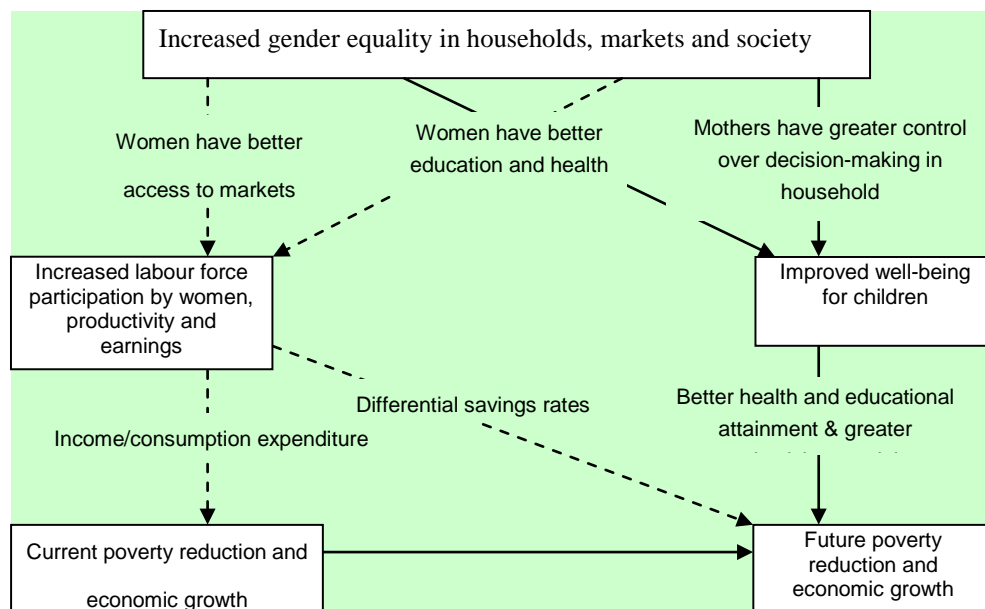 Increased gender equality in households, markets and society
Women have better
access to markets
Women have better
education and health
Mothers have greater control
over decision-making in
household
Increased labour force
participation by women,
productivity and
earnings
Improved well-being
for children
Differential savings rates
Better health and educational
attainment & greater
Income/consumption expenditure
Current poverty reduction and
economic growth
Future poverty
reduction and
economic growth